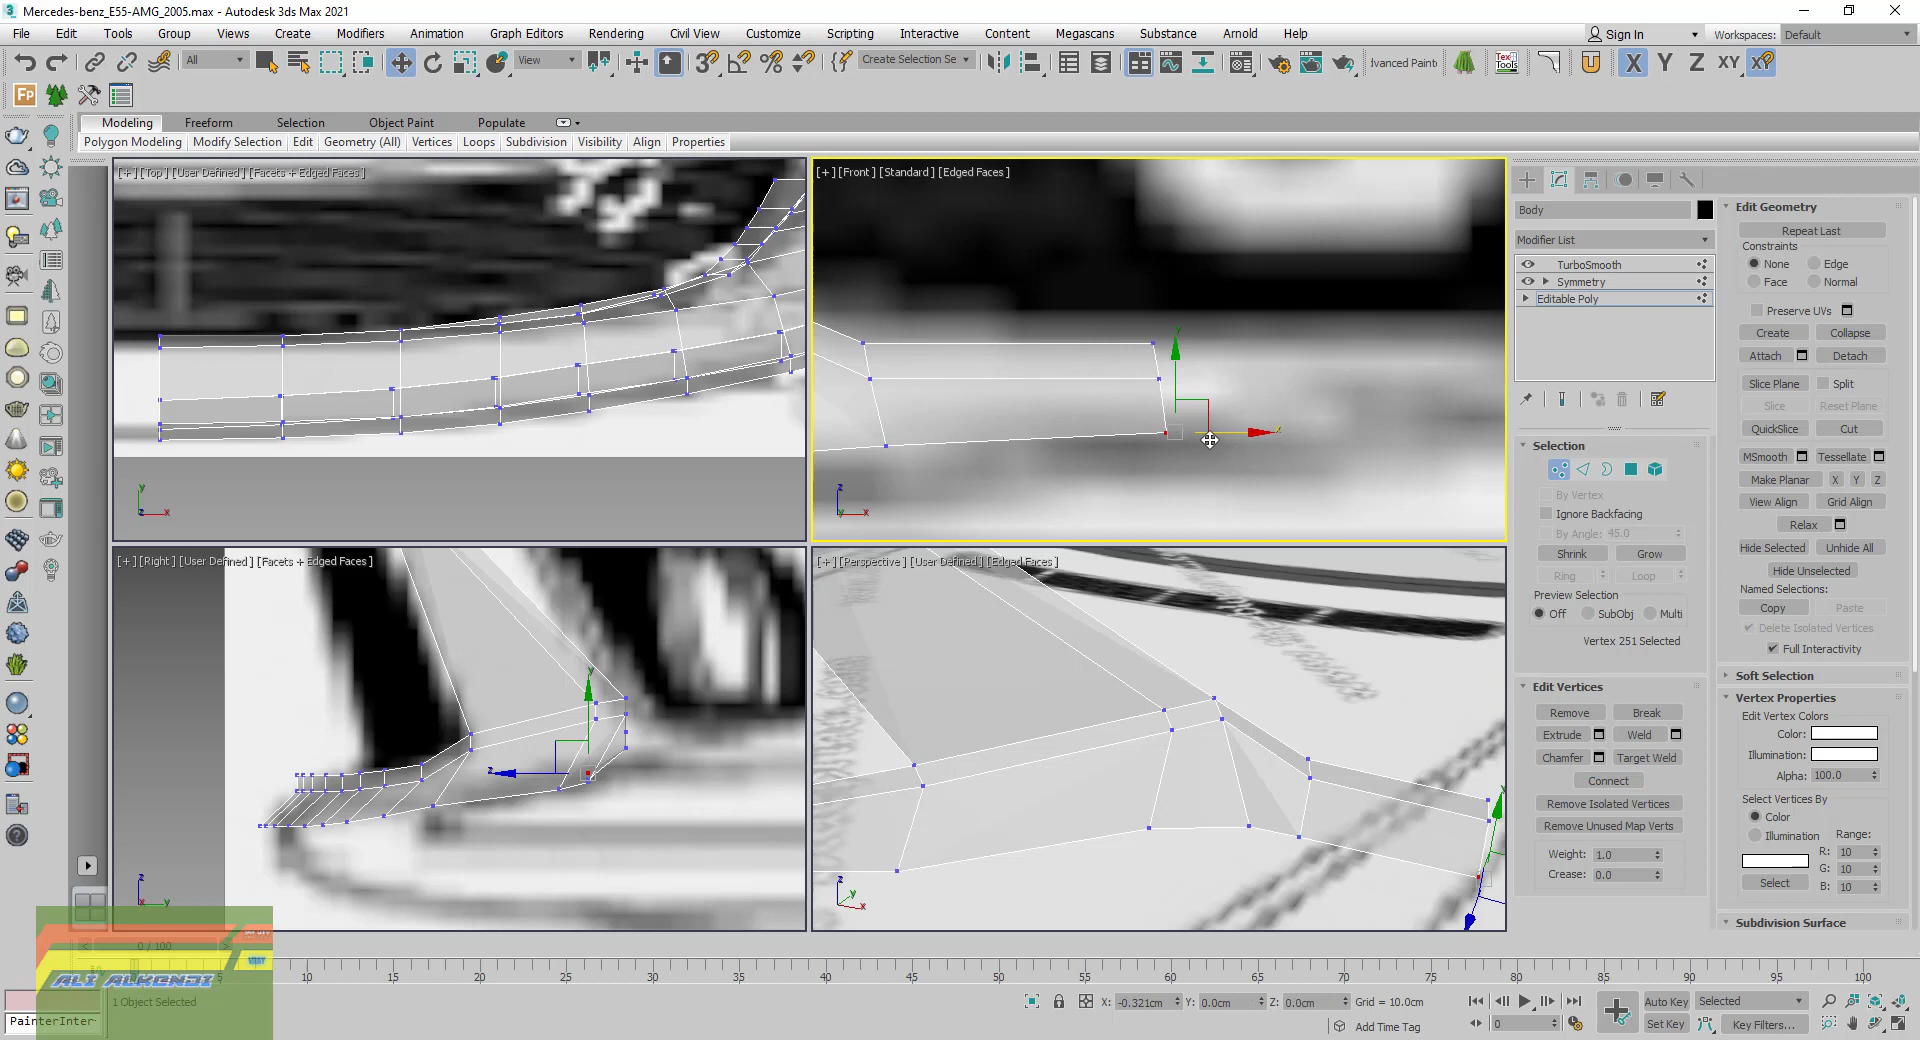 Mercedes-benz_E55-AMG_2005.max - Autodesk 3ds Max 2021
File Edit Tools Group Views Create Modifiers Animation Graph Editors Rendering Civil View Customize Scripting Interactive Content Megascans Substance Arnold Help Sign In Workspaces: Default
All View Create Selection Se X Y Z XY
Modeling Freeform Selection Object Paint Populate
Polygon Modeling Modify Selection Edit Geometry (All) Vertices Loops Subdivision Visibility Align Properties
[+] [Top] [User Defined] [Facets + Edged Faces]
[+] [Front] [Standard] [Edged Faces]
[+] [Right] [User Defined] [Facets + Edged Faces]
[+] [Perspective] [User Defined] [Edged Faces]
Body
Modifier List
TurboSmooth
Symmetry
Editable Poly
Selection
By Vertex
Ignore Backfacing
By Angle: 45.0
Shrink Grow
Ring Loop
Preview Selection
Off SubObj Multi
Vertex 251 Selected
Edit Vertices
Remove Break
Extrude Weld
Chamfer Target Weld
Connect
Remove Isolated Vertices
Remove Unused Map Verts
Weight: 1.0
Crease: 0.0
Edit Geometry
Repeat Last
Constraints
None Edge
Face Normal
Preserve UVs
Create Collapse
Attach Detach
Slice Plane Split
Slice Reset Plane
QuickSlice Cut
MSmooth Tessellate
Make Planar X Y Z
View Align Grid Align
Relax
Hide Selected Unhide All
Hide Unselected
Named Selections:
Copy Paste
Delete Isolated Vertices
Full Interactivity
Soft Selection
Vertex Properties
Edit Vertex Colors
Color:
Illumination:
Alpha: 100.0
Select Vertices By
Color
Illumination Range:
R: 10
G: 10
B: 10
Select
Subdivision Surface
0 / 100
5 10 15 20 25 30 35 40 45 50 55 60 65 70 75 80 85 90 95 100
ALI ALKENDI
1 Object Selected
X: -0.321cm Y: 0.0cm Z: 0.0cm Grid = 10.0cm
Add Time Tag
Auto Key Selected
0 Set Key Key Filters...